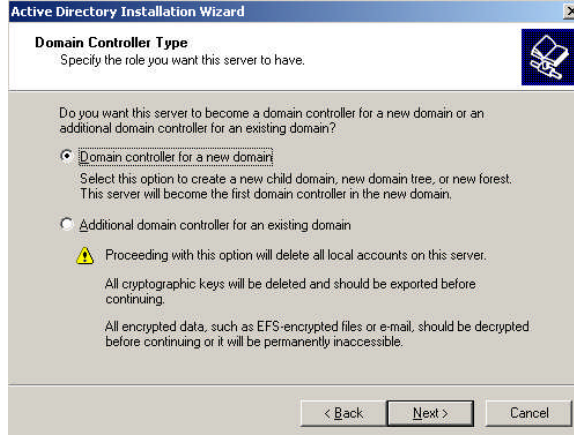 Active Directory Installation Wizard
Domain Controller Type
Specify the role you want this server to have.
Do you want this server to become a domain controller for a new domain or an
additional domain controller for an existing domain?
Domain controller for a new domain
Select this option to create a new child domain, new domain tree, or new forest.
This server will become the first domain controller in the new domain.
Additional domain controller for an existing domain
Proceeding with this option will delete all local accounts on this server.
All cryptographic keys will be deleted and should be exported before
continuing.
All encrypted data, such as EFS-encrypted files or e-mail, should be decrypted
before continuing or it will be permanently inaccessible.
< Back Next > Cancel